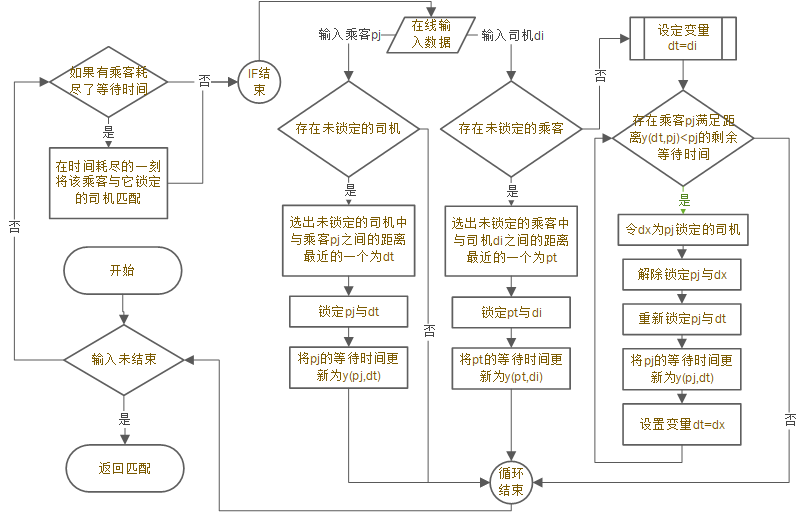 如果有乘客耗
尽了等待时间
否
是
在时间耗尽的一刻
将该乘客与它锁定
的司机匹配
否
IF结
束
开始
输入未结束
是
返回匹配
在线输
入数据
输入乘客pj
输入司机di
存在未锁定的司机
是
否
选出未锁定的司机中
与乘客pj之间的距离
最近的一个为dt
锁定pj与dt
将pj的等待时间更
新为y(pj,dt)
存在未锁定的乘客
否
是
选出未锁定的乘客中
与司机di之间的距离
最近的一个为pt
锁定pt与di
将pt的等待时间更
新为y(pt,di)
循环
结束
设定变量
dt=di
存在乘客pj满足距
离y(dt,pj)<pj的剩余
等待时间
是
否
令dx为pj锁定的司机
解除锁定pj与dx
重新锁定pj与dt
将pj的等待时间更
新为y(pj,dt)
设置变量dt=dx